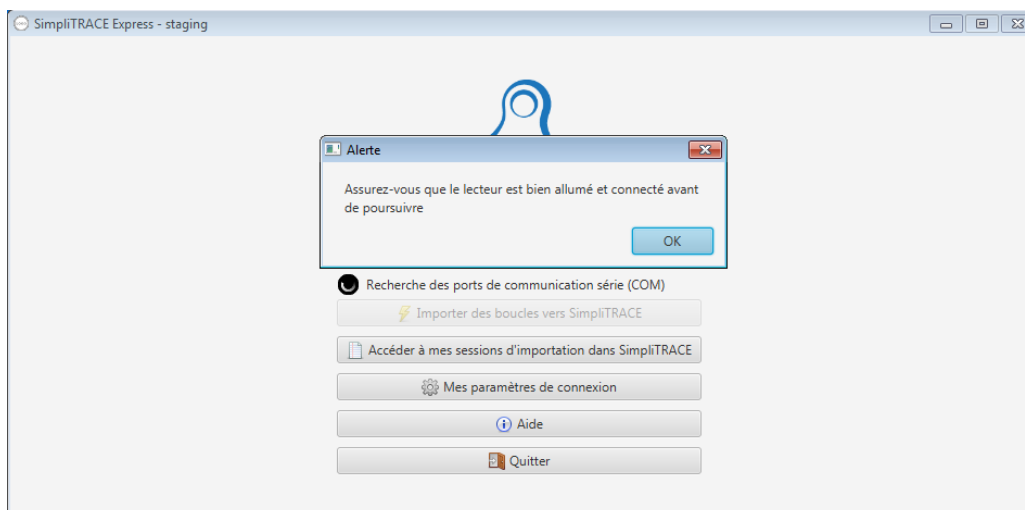 SimpliTRACE Express - staging
Alerte
Assurez-vous que le lecteur est bien allumé et connecté avant
de poursuivre
OK
Recherche des ports de communication série (COM)
Importer des boucles vers SimpliTRACE
Accéder à mes sessions d'importation dans SimpliTRACE
Mes paramètres de connexion
Aide
Quitter